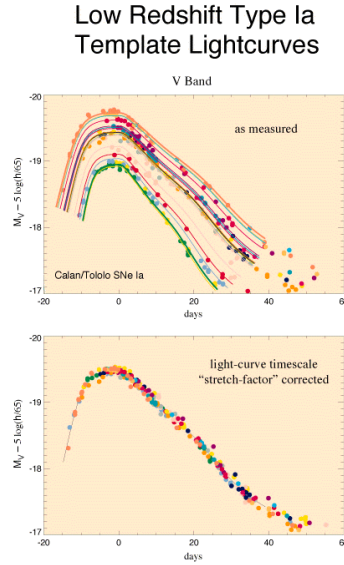 Low Redshift Type Ia
Template Lightcurves
V Band
-20
-19
-18
-17
M_V – 5 log(h/65)
as measured
Calan/Tololo SNe Ia
-20
0
20
40
6
days
-20
-19
-18
-17
M_V – 5 log(h/65)
light-curve timescale
“stretch-factor” corrected
-20
0
20
40
6
days